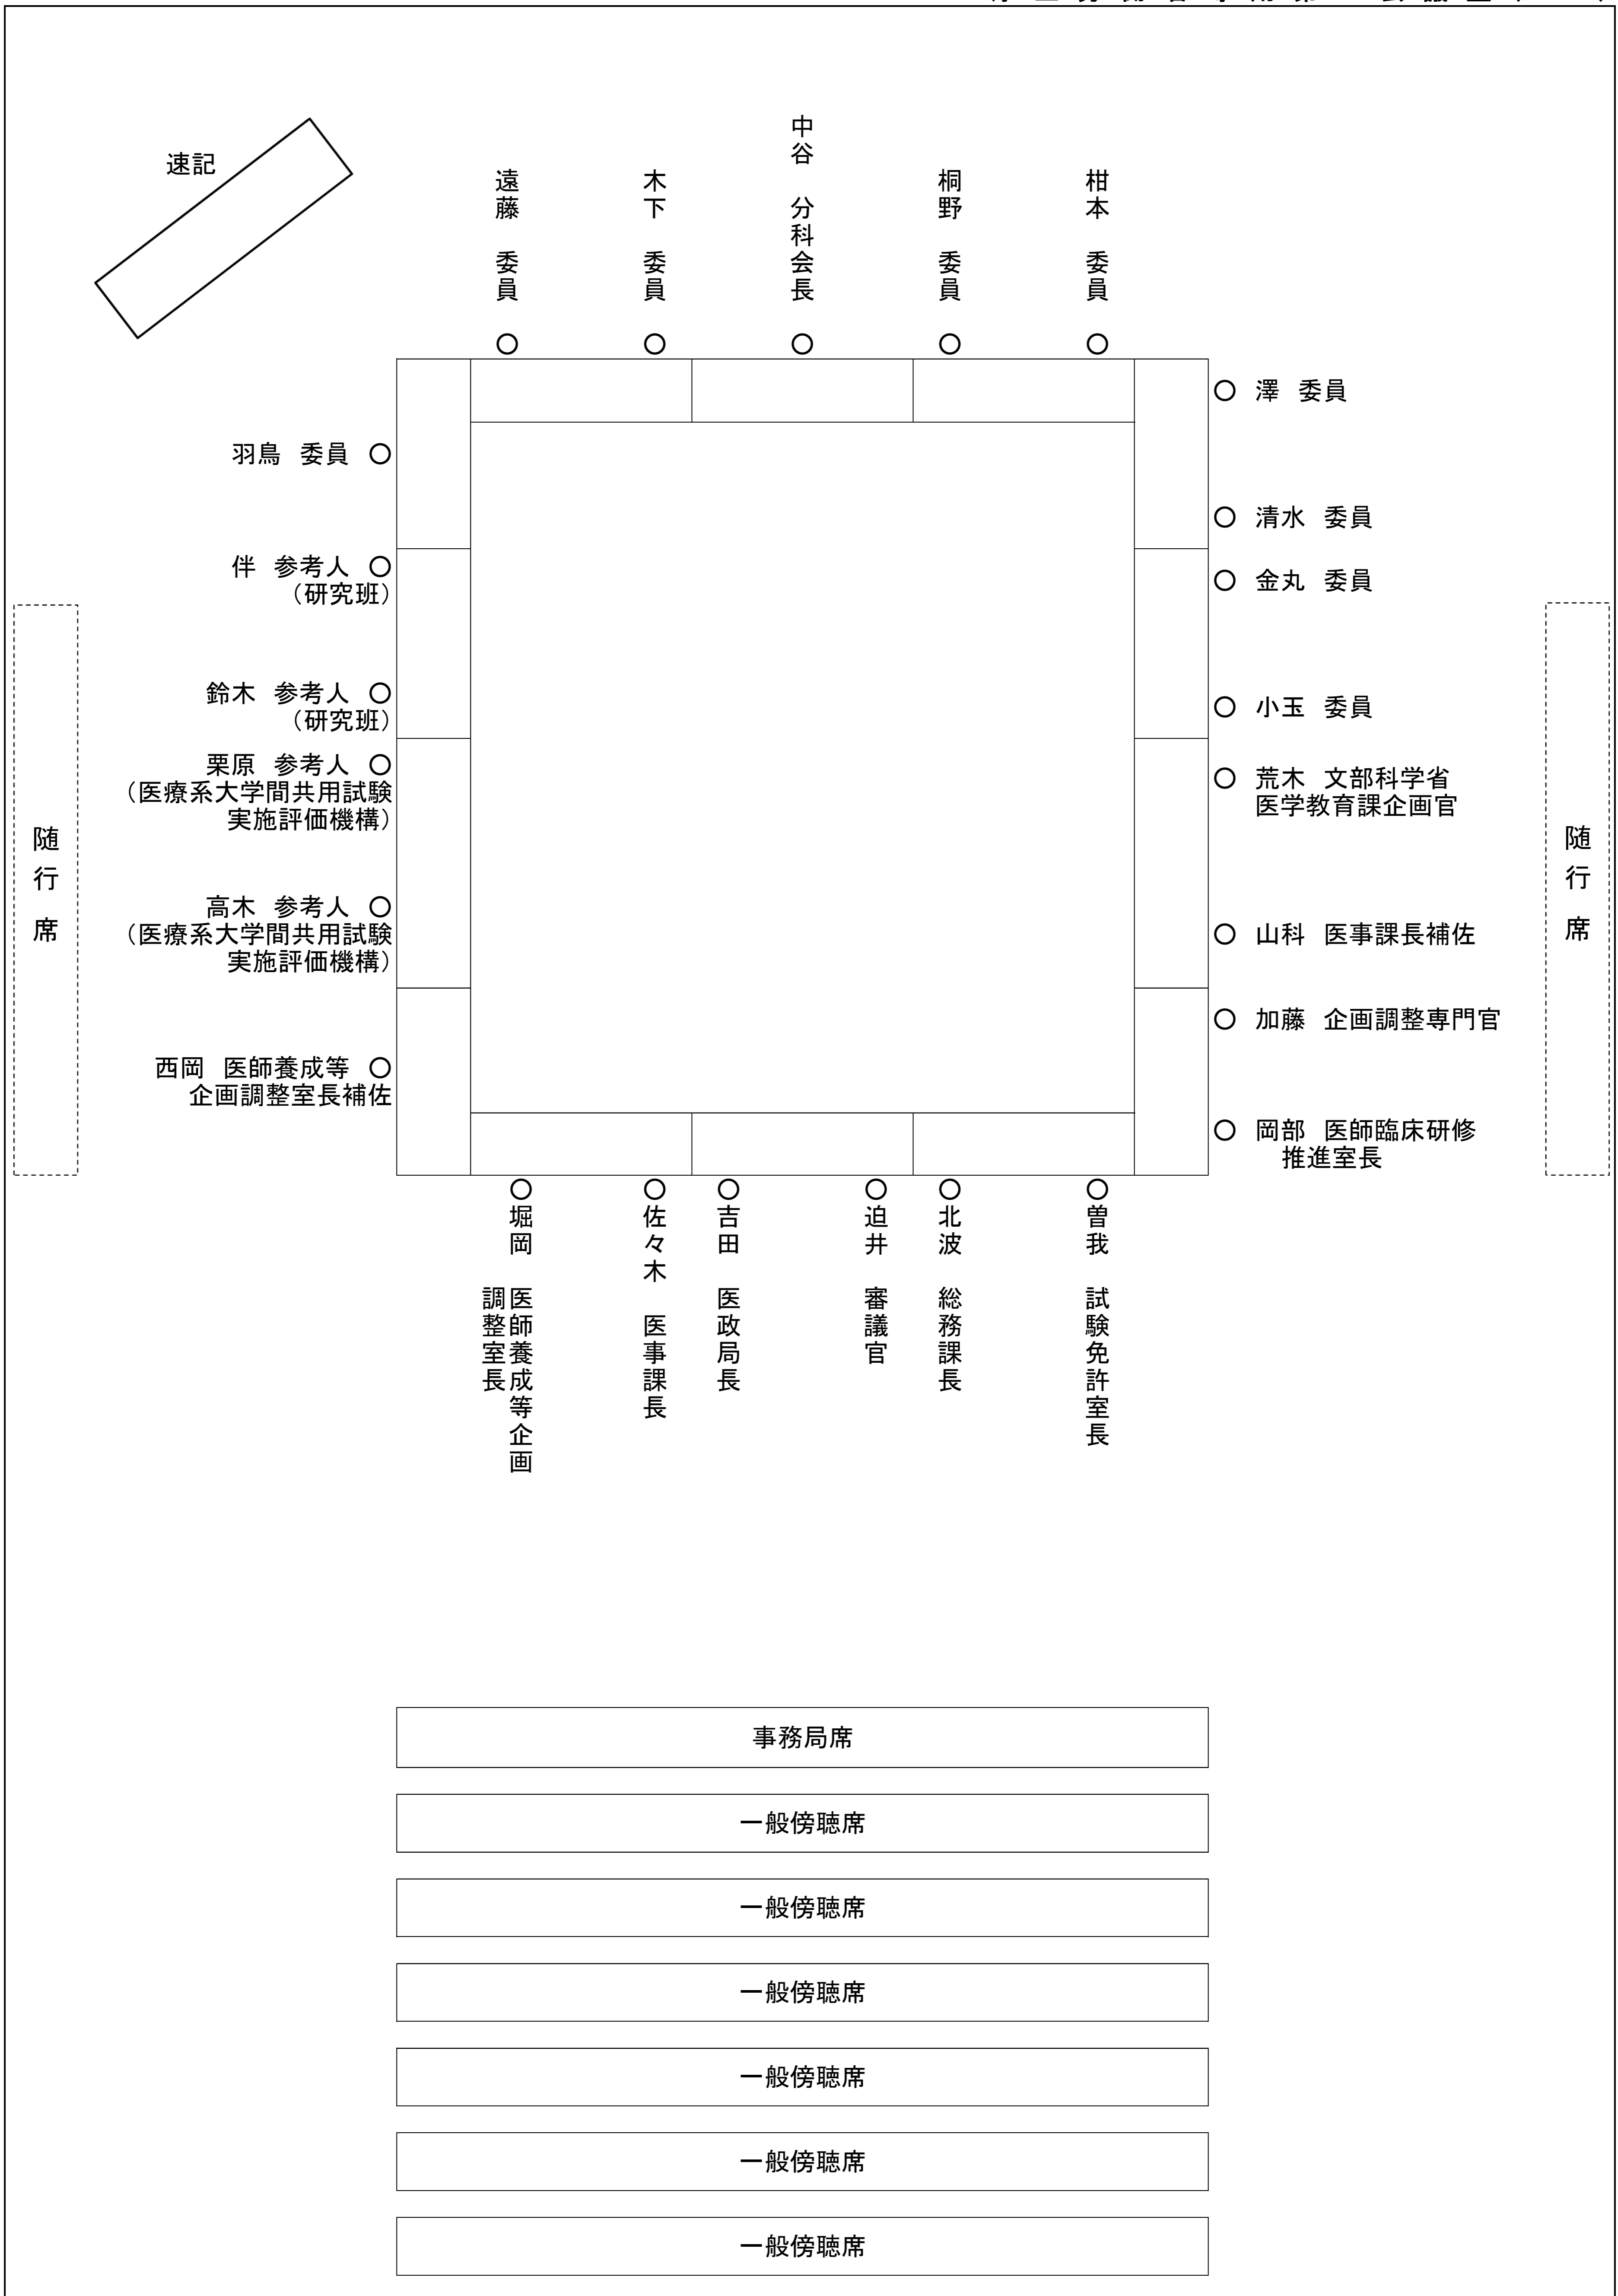 速記
遠藤　委員
木下　委員
中谷　分科会長
桐野　委員
柑本　委員
澤　委員
清水　委員
金丸　委員
小玉　委員
荒木　文部科学省
医学教育課企画官
山科　医事課長補佐
加藤　企画調整専門官
岡部　医師臨床研修
推進室長
羽鳥　委員
伴　参考人
（研究班）
鈴木　参考人
（研究班）
栗原　参考人
（医療系大学間共用試験
実施評価機構）
高木　参考人
（医療系大学間共用試験
実施評価機構）
西岡　医師養成等
企画調整室長補佐
随行席
随行席
堀岡　医師養成等企画
調整室長
佐々木　医事課長
吉田　医政局長
迫井　審議官
北波　総務課長
曽我　試験免許室長
事務局席
一般傍聴席
一般傍聴席
一般傍聴席
一般傍聴席
一般傍聴席
一般傍聴席